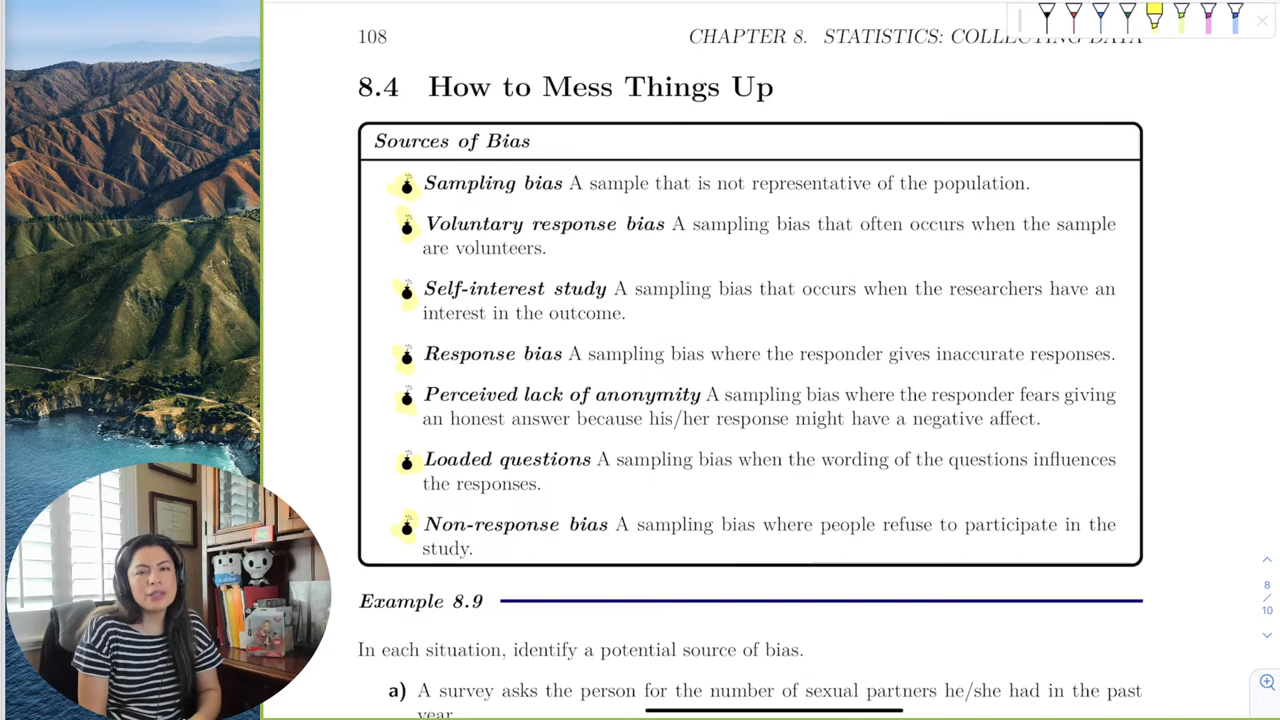 108
CHAPTER 8. STATISTICS: COLLECTING DATA
8.4 How to Mess Things Up
Sources of Bias
Sampling bias A sample that is not representative of the population.
Voluntary response bias A sampling bias that often occurs when the sample
are volunteers.
Self-interest study A sampling bias that occurs when the researchers have an
interest in the outcome.
Response bias A sampling bias where the responder gives inaccurate responses.
Perceived lack of anonymity A sampling bias where the responder fears giving
an honest answer because his/her response might have a negative affect.
Loaded questions A sampling bias when the wording of the questions influences
the responses.
Non-response bias A sampling bias where people refuse to participate in the
study.
Example 8.9
In each situation, identify a potential source of bias.
a) A survey asks the person for the number of sexual partners he/she had in the past
year.
8
/
10